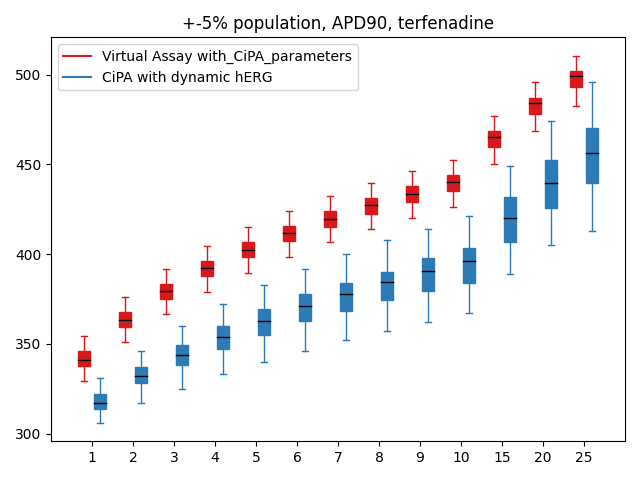 +-5% population, APD90, terfenadine
Virtual Assay with_CiPA_parameters
CiPA with dynamic hERG
500
450
400
350
300
1 2 3 4 5 6 7 8 9 10 15 20 25